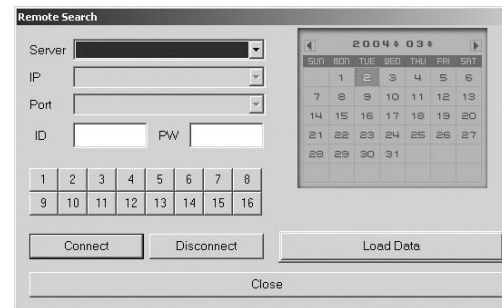 Remote Search
Server
IP
Port
ID PW
1 2 3 4 5 6 7 8
9 10 11 12 13 14 15 16
Connect Disconnect
2004 03
SUN MON TUE WED THU FRI SAT
1 2 3 4 5 6
7 8 9 10 11 12 13
14 15 16 17 18 19 20
21 22 23 24 25 26 27
28 29 30 31
Load Data
Close